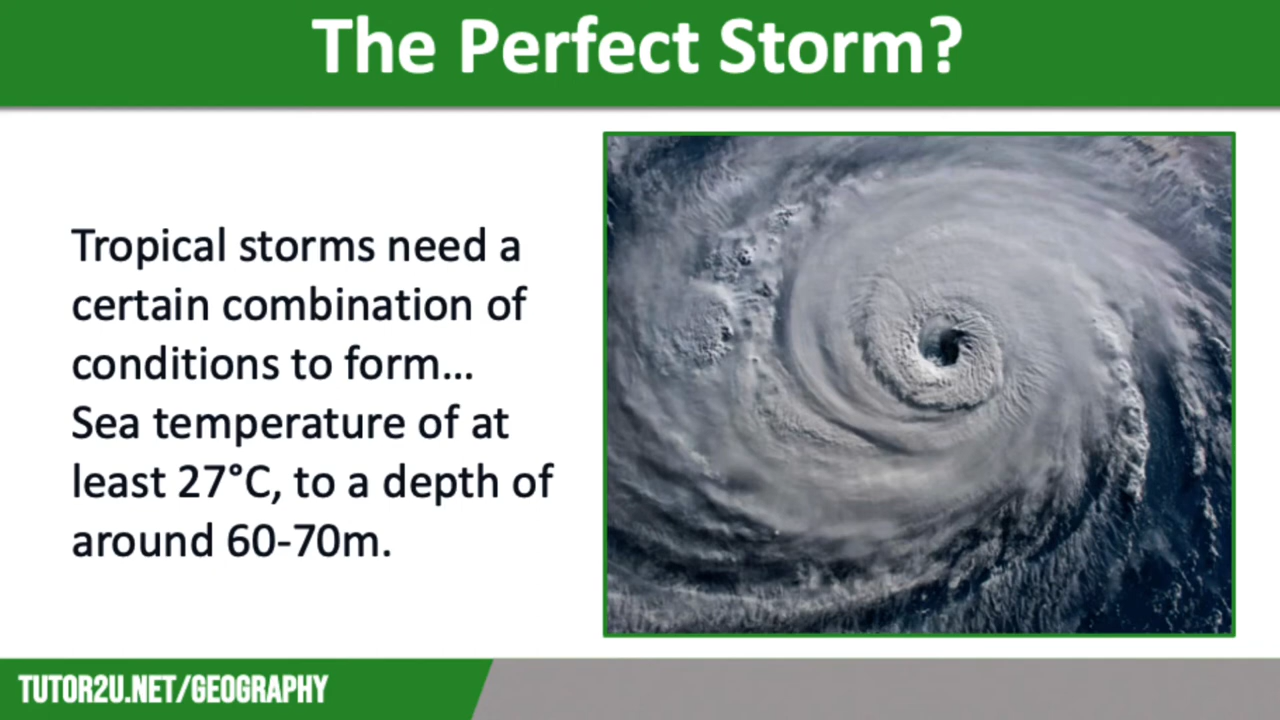 The Perfect Storm?
Tropical storms need a
certain combination of
conditions to form...
Sea temperature of at
least 27°C, to a depth of
around 60-70m.
TUTOR2U.NET/GEOGRAPHY